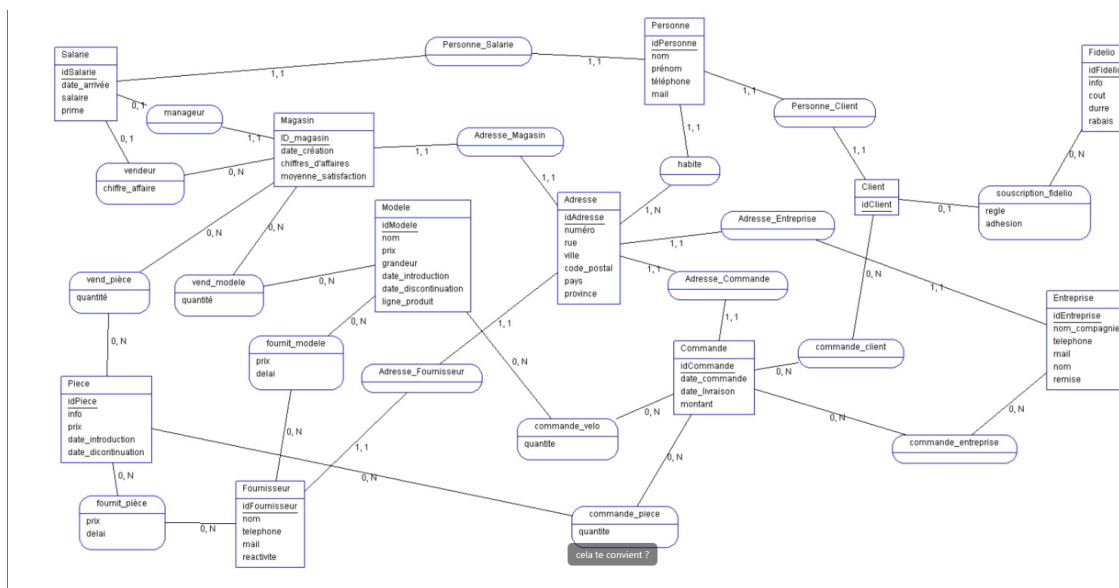 Salarie
idSalarie
date_arrivée
salaire
prime
Personne_Salarie
1, 1
1, 1
Personne
idPersonne
nom
prénom
téléphone
mail
Fidelio
idFidelio
info
cout
durre
rabais
manageur
0, 1
1, 1
vendeur
chiffre_affaire
0, 1
0, N
Magasin
ID_magasin
date_création
chiffres_d'affaires
moyenne_satisfaction
Adresse_Magasin
1, 1
1, 1
habite
1, 1
1, N
Personne_Client
1, 1
1, 1
Client
idClient
0, 1
souscription_fidelio
regle
adhesion
0, N
Modele
idModele
nom
prix
grandeur
date_introduction
date_discontinuation
ligne_produit
Adresse
idAdresse
numéro
rue
ville
code_postal
pays
province
Adresse_Entreprise
1, 1
1, 1
Adresse_Commande
1, 1
1, 1
vend_pièce
quantité
0, N
0, N
vend_modele
quantité
0, N
0, N
fournit_modele
prix
delai
0, N
0, N
Adresse_Fournisseur
1, 1
1, 1
Commande
idCommande
date_commande
date_livraison
montant
commande_client
0, N
0, N
Entreprise
idEntreprise
nom_compagnie
telephone
mail
nom
remise
Piece
idPiece
info
prix
date_introduction
date_dicontinuation
commande_velo
quantite
0, N
0, N
commande_entreprise
0, N
0, N
fournit_pièce
prix
delai
0, N
0, N
Fournisseur
idFournisseur
nom
telephone
mail
reactivite
commande_piece
quantite
0, N
0, N
cela te convient ?